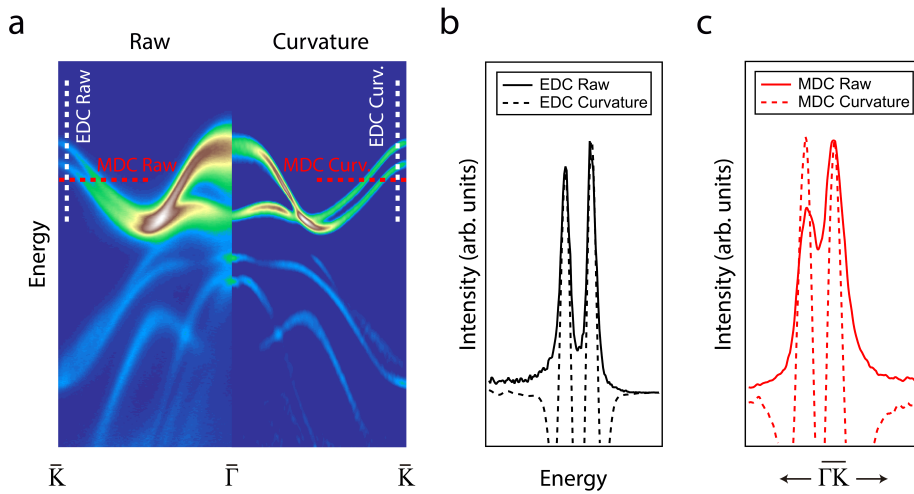 a
Raw
Curvature
EDC Raw
EDC Curv.
MDC Raw
MDC Curv.
Energy
K̅
Γ̅
K̅
b
EDC Raw
EDC Curvature
Intensity (arb. units)
Energy
c
MDC Raw
MDC Curvature
Intensity (arb. units)
← Γ̅K̅ →